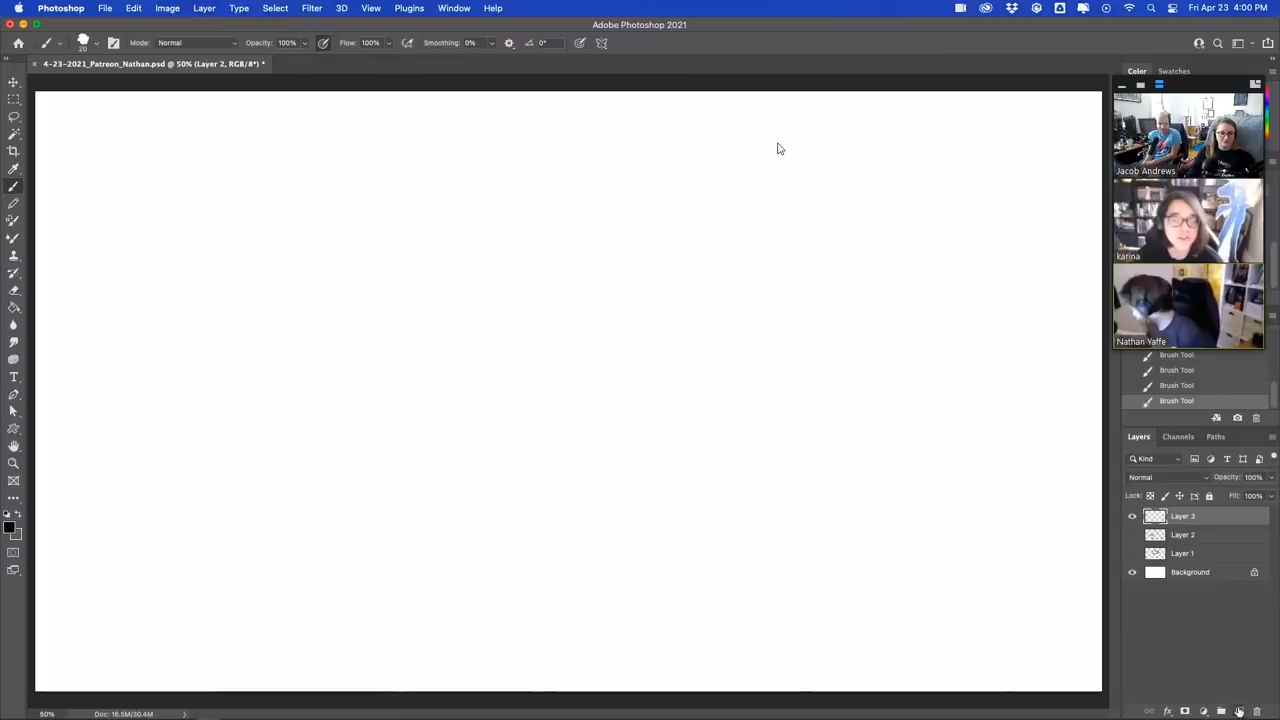 Photoshop File Edit Image Layer Type Select Filter 3D View Plugins Window Help Fri Apr 23 4:00 PM
Adobe Photoshop 2021
20 Mode: Normal Opacity: 100% Flow: 100% Smoothing: 0% 0°
4-23-2021_Patreon_Nathan.psd @ 50% (Layer 2, RGB/8*) *
Color Swatches
Jacob Andrews
karina
Nathan Yaffe
Brush Tool
Brush Tool
Brush Tool
Brush Tool
Layers Channels Paths
Kind
Normal Opacity: 100%
Lock: Fill: 100%
Layer 3
Layer 2
Layer 1
Background
50% Doc: 16.5M/30.4M